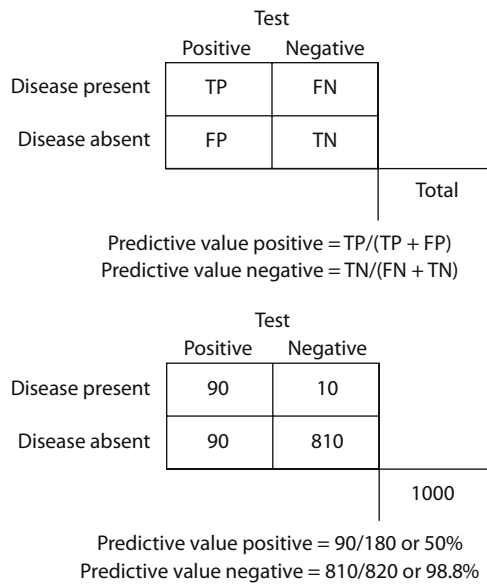 Test
Positive Negative
Disease present TP FN
Disease absent FP TN
Total
Predictive value positive = TP/(TP + FP)
Predictive value negative = TN/(FN + TN)
Test
Positive Negative
Disease present 90 10
Disease absent 90 810
1000
Predictive value positive = 90/180 or 50%
Predictive value negative = 810/820 or 98.8%